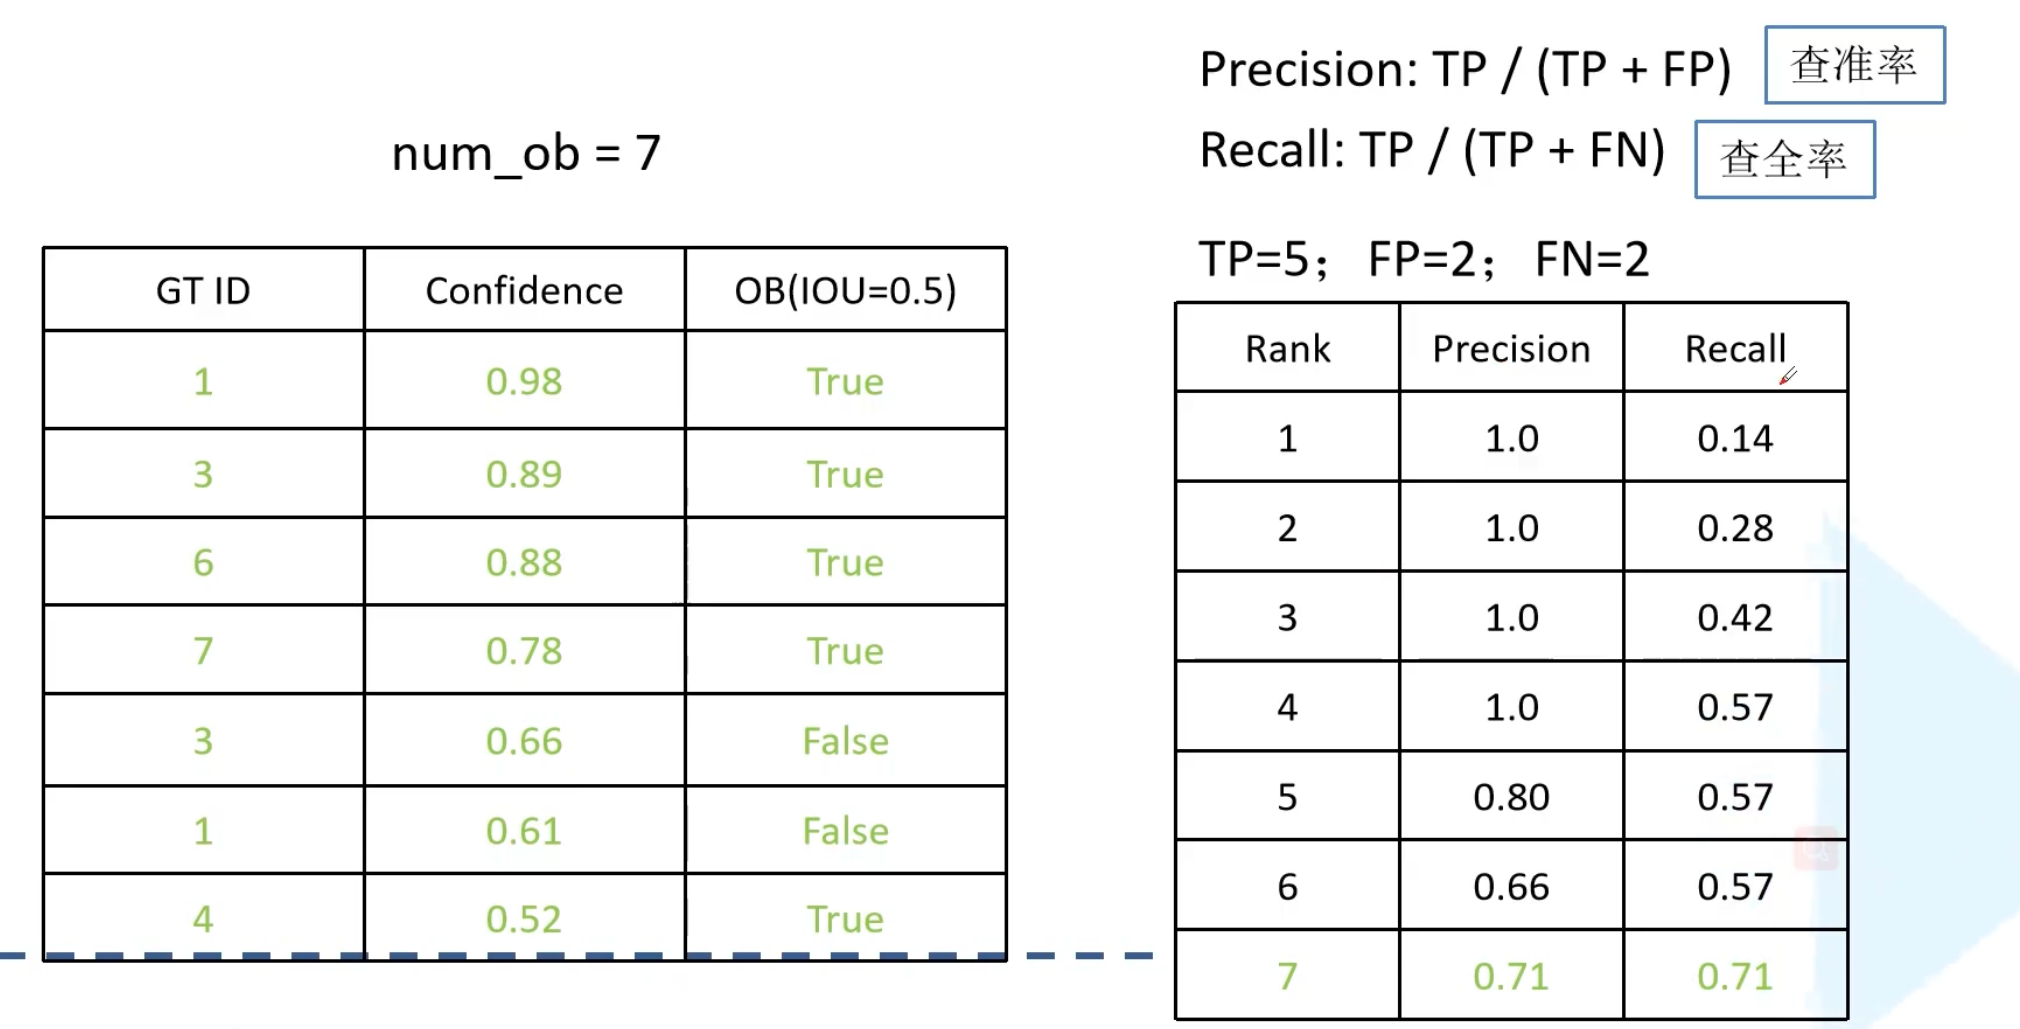 Precision: TP / (TP + FP)
查准率
num_ob = 7
Recall: TP / (TP + FN)
查全率
TP=5； FP=2； FN=2
GT ID Confidence OB(IOU=0.5)
1 0.98 True
3 0.89 True
6 0.88 True
7 0.78 True
3 0.66 False
1 0.61 False
4 0.52 True
Rank Precision Recall
1 1.0 0.14
2 1.0 0.28
3 1.0 0.42
4 1.0 0.57
5 0.80 0.57
6 0.66 0.57
7 0.71 0.71